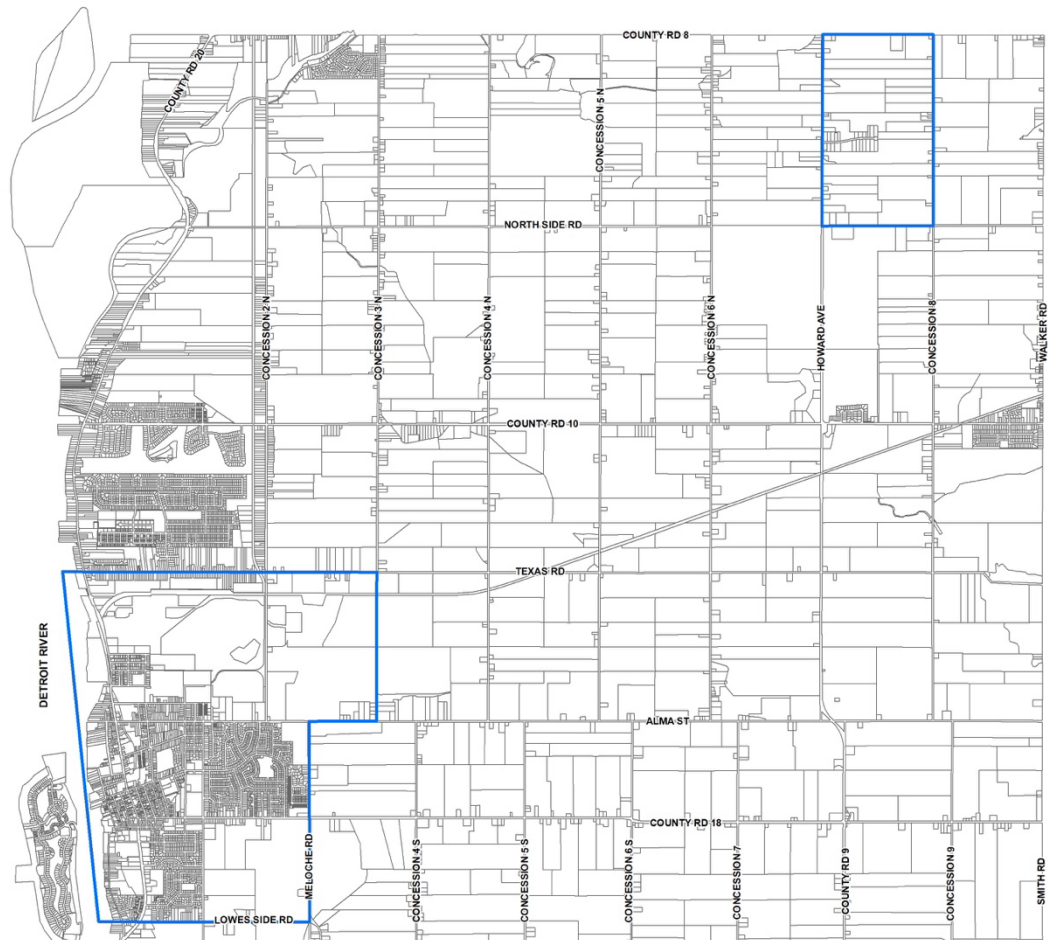 COUNTY RD 8
COUNTY RD 20
CONCESSION 5 N
NORTH SIDE RD
CONCESSION 2 N
CONCESSION 3 N
CONCESSION 4 N
CONCESSION 6 N
HOWARD AVE
CONCESSION 8
WALKER RD
COUNTY RD 10
TEXAS RD
DETROIT RIVER
ALMA ST
COUNTY RD 18
MELOCHE RD
CONCESSION 4 S
CONCESSION 5 S
CONCESSION 6 S
CONCESSION 7
COUNTY RD 9
CONCESSION 9
SMITH RD
LOWES SIDE RD